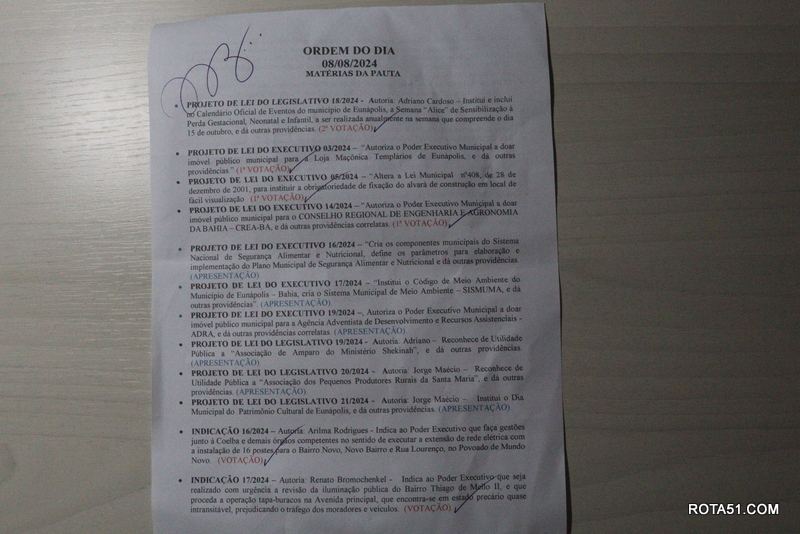 ORDEM DO DIA
08/08/2024
MATÉRIAS DA PAUTA
• PROJETO DE LEI DO LEGISLATIVO 18/2024 - Autoria: Adriano Cardoso – Institui e inclui
no Calendário Oficial de Eventos do município de Eunápolis, a Semana “Alice” de Sensibilização à
Perda Gestacional, Neonatal e Infantil, a ser realizada anualmente na semana que compreende o dia
15 de outubro, e dá outras providências. (2ª VOTAÇÃO)
• PROJETO DE LEI DO EXECUTIVO 03/2024 – “Autoriza o Poder Executivo Municipal a doar
imóvel público municipal para a Loja Maçônica Templários de Eunápolis, e dá outras
providências.” (1ª VOTAÇÃO)
• PROJETO DE LEI DO EXECUTIVO 05/2024 – “Altera a Lei Municipal nº408, de 28 de
dezembro de 2001, para instituir a obrigatoriedade de fixação do alvará de construção em local de
fácil visualização (1ª VOTAÇÃO)
• PROJETO DE LEI DO EXECUTIVO 14/2024 – “Autoriza o Poder Executivo Municipal a doar
imóvel público municipal para o CONSELHO REGIONAL DE ENGENHARIA E AGRONOMIA
DA BAHIA – CREA-BA, e dá outras providências correlatas. (1ª VOTAÇÃO)
• PROJETO DE LEI DO EXECUTIVO 16/2024 – “Cria os componentes municipais do Sistema
Nacional de Segurança Alimentar e Nutricional, define os parâmetros para elaboração e
implementação do Plano Municipal de Segurança Alimentar e Nutricional e dá outras providências
(APRESENTAÇÃO)
• PROJETO DE LEI DO EXECUTIVO 17/2024 – “Institui o Código de Meio Ambiente do
Município de Eunápolis – Bahia, cria o Sistema Municipal de Meio Ambiente – SISMUMA, e dá
outras providências”. (APRESENTAÇÃO)
• PROJETO DE LEI DO EXECUTIVO 19/2024 –, Autoriza o Poder Executivo Municipal a doar
imóvel público municipal para a Agência Adventista de Desenvolvimento e Recursos Assistenciais -
ADRA, e dá outras providências correlatas. (APRESENTAÇÃO)
• PROJETO DE LEI DO LEGISLATIVO 19/2024 - Autoria: Adriano – Reconhece de Utilidade
Pública a “Associação de Amparo do Ministério Shekinah”, e dá outras providências.
(APRESENTAÇÃO)
• PROJETO DE LEI DO LEGISLATIVO 20/2024 - Autoria: Jorge Maécio – Reconhece de
Utilidade Pública a “Associação dos Pequenos Produtores Rurais da Santa Maria”, e dá outras
providências. (APRESENTAÇÃO)
• PROJETO DE LEI DO LEGISLATIVO 21/2024 - Autoria: Jorge Maécio – Institui o Dia
Municipal do Patrimônio Cultural de Eunápolis, e dá outras providências. (APRESENTAÇÃO)
• INDICAÇÃO 16/2024 – Autoria: Arilma Rodrigues - Indica ao Poder Executivo que faça gestões
junto à Coelba e demais órgãos competentes no sentido de executar a extensão de rede elétrica com
a instalação de 16 postes para o Bairro Novo, Novo Bairro e Rua Lourenço, no Povoado de Mundo
Novo. (VOTAÇÃO)
• INDICAÇÃO 17/2024 – Autoria: Renato Bromochenkel - Indica ao Poder Executivo que seja
realizado com urgência a revisão da iluminação pública do Bairro Thiago de Mello II, e que
proceda a operação tapa-buracos na Avenida principal, que encontra-se em estado precário quase
intransitável, prejudicando o tráfego dos moradores e veículos. (VOTAÇÃO)
ROTA51.COM